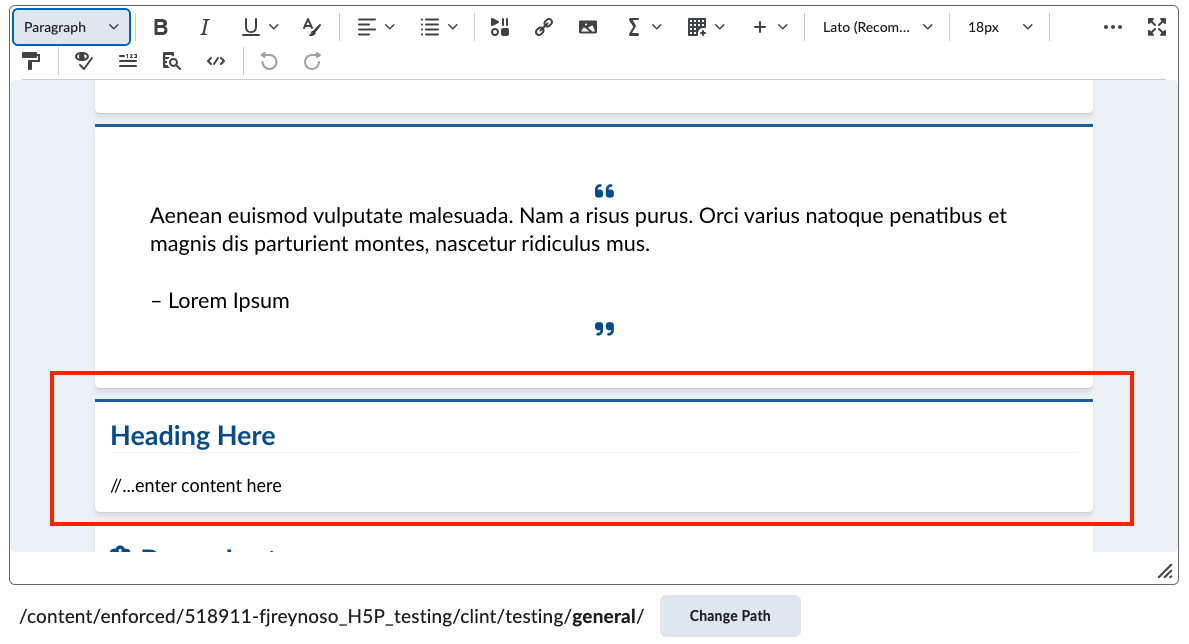 Paragraph B I U Σ + Lato (Recom... 18px ...
“
Aenean euismod vulputate malesuada. Nam a risus purus. Orci varius natoque penatibus et
magnis dis parturient montes, nascetur ridiculus mus.
– Lorem Ipsum
”
Heading Here
//...enter content here
/content/enforced/518911-fjreynoso_H5P_testing/clint/testing/general/ Change Path